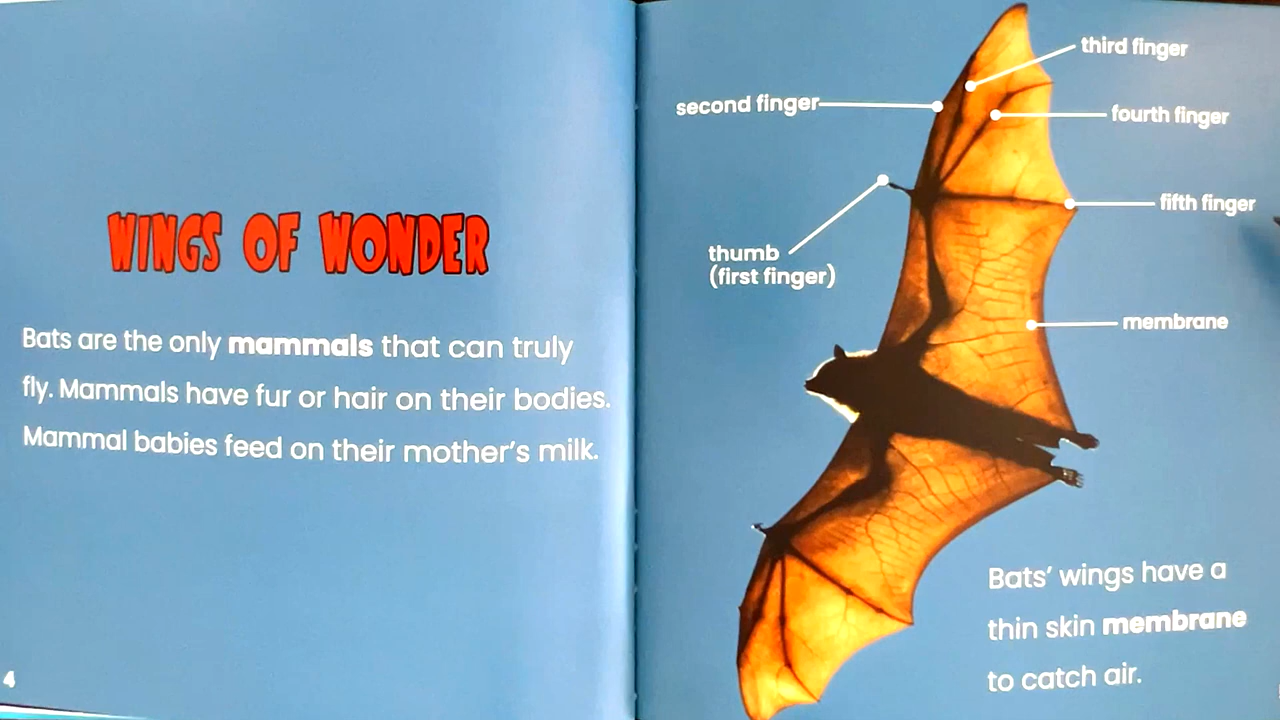 WINGS OF WONDER
Bats are the only mammals that can truly
fly. Mammals have fur or hair on their bodies.
Mammal babies feed on their mother's milk.
4
third finger
second finger
fourth finger
thumb
(first finger)
fifth finger
membrane
Bats' wings have a
thin skin membrane
to catch air.